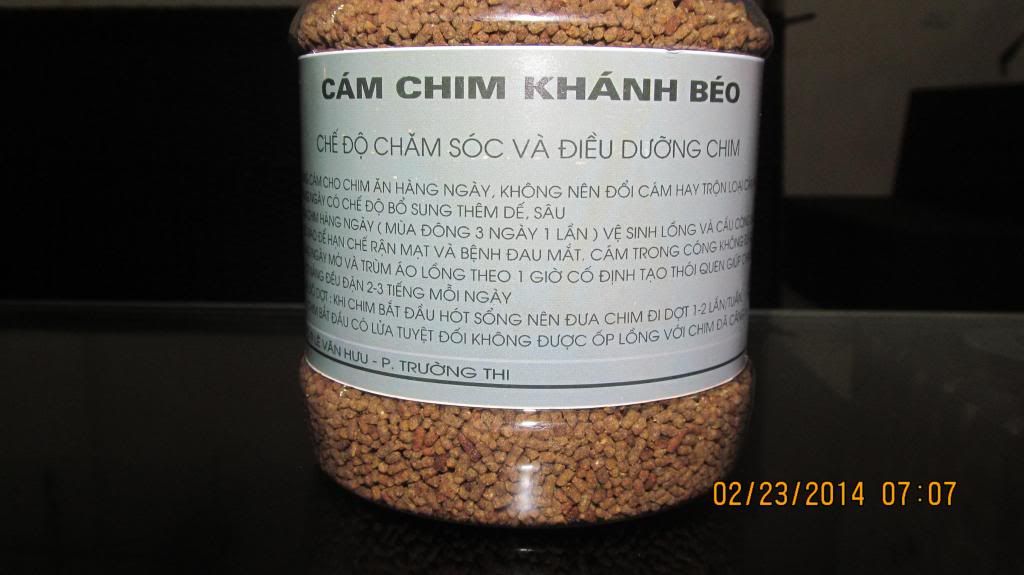 CÁM CHIM KHÁNH BÉO
CHẾ ĐỘ CHĂM SÓC VÀ ĐIỀU DƯỠNG CHIM
CÁM CHO CHIM ĂN HÀNG NGÀY, KHÔNG NÊN ĐỔI CÁM HAY TRỘN LOẠI
NGÀY CÓ CHẾ ĐỘ BỔ SUNG THÊM DẾ, SÂU
CHIM HÀNG NGÀY ( MÙA ĐÔNG 3 NGÀY 1 LẦN ) VỆ SINH LỒNG VÀ CẦU
ĐỂ HẠN CHẾ RẬN MẠT VÀ BỆNH ĐAU MẮT. CÁM TRONG CÓNG KHÔNG
NGÀY MỞ VÀ TRÙM ÁO LỒNG THEO 1 GIỜ CỐ ĐỊNH TẠO THÓI QUEN GIÚP
ĐỀU ĐẶN 2-3 TIẾNG MỖI NGÀY
DỢT : KHI CHIM BẮT ĐẦU HÓT SỔNG NÊN ĐƯA CHIM ĐI DỢT 1-2 LẦN/TUẦN,
BẮT ĐẦU CÓ LỬA TUYỆT ĐỐI KHÔNG ĐƯỢC ỐP LỒNG VỚI CHIM ĐÃ
LÊ VĂN HƯU - P. TRƯỜNG THI
02/23/2014 07:07